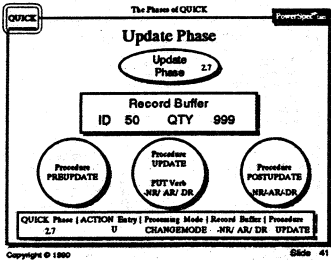 The Phases of QUICK
QUICK
PowerSpec
Update Phase
Update
Phase 2.7
Record Buffer
ID 50 QTY 999
Procedure
PREUPDATE
Procedure
UPDATE
PUT Verb
-NR/ AR/ DR
Procedure
POSTUPDATE
-NR-AR-DR
QUICK Phase | ACTION Entry | Processing Mode | Record Buffer | Procedure
2.7 U CHANGEMODE -NR/ AR/ DR UPDATE
Copyright © 1990
Slide 41